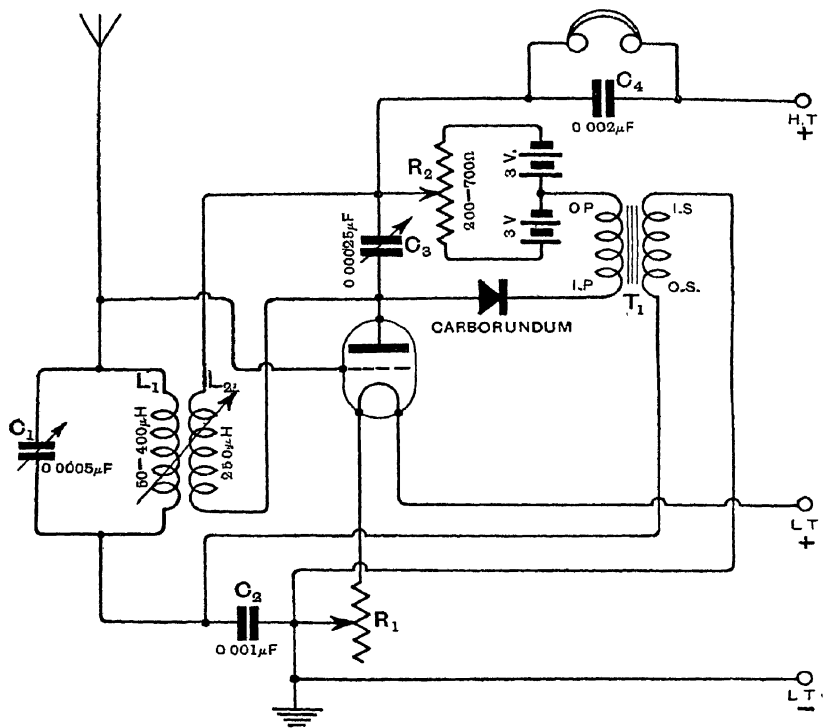 C4
0.002µF
H.T
+
R2
200–700Ω
3 V.
3 V
O.P
I.S
0.00025µF
C3
I.P
O.S.
T1
CARBORUNDUM
L1
L2
C1
0.0005µF
50–400µH
250µH
L T
+
C2
0.001µF
R1
L T
–